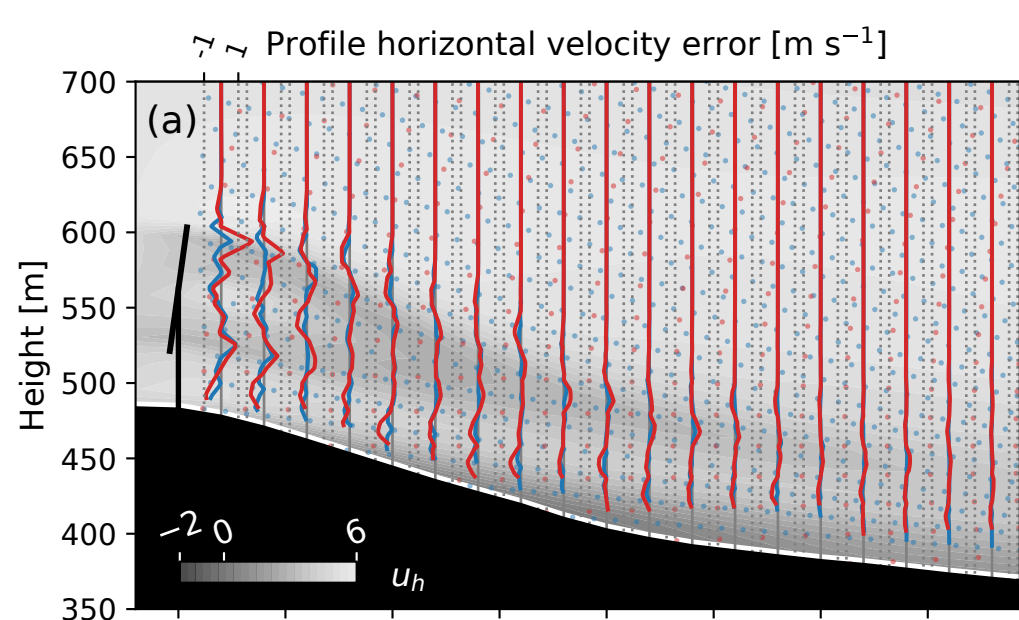 -1 1 Profile horizontal velocity error [m s⁻¹]
700
(a)
650
600
550
500
450
400
350
Height [m]
−2 0 6
u_h